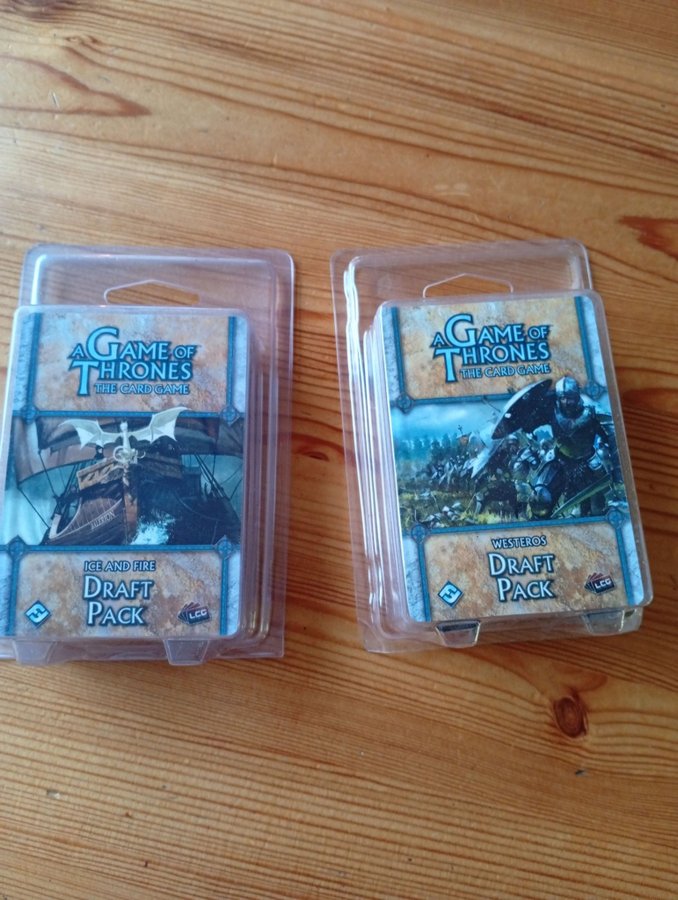 A GAME OF
THRONES
THE CARD GAME
BALERION
ICE AND FIRE
DRAFT
PACK
LCG
A GAME OF
THRONES
THE CARD GAME
WESTEROS
DRAFT
PACK
LCG